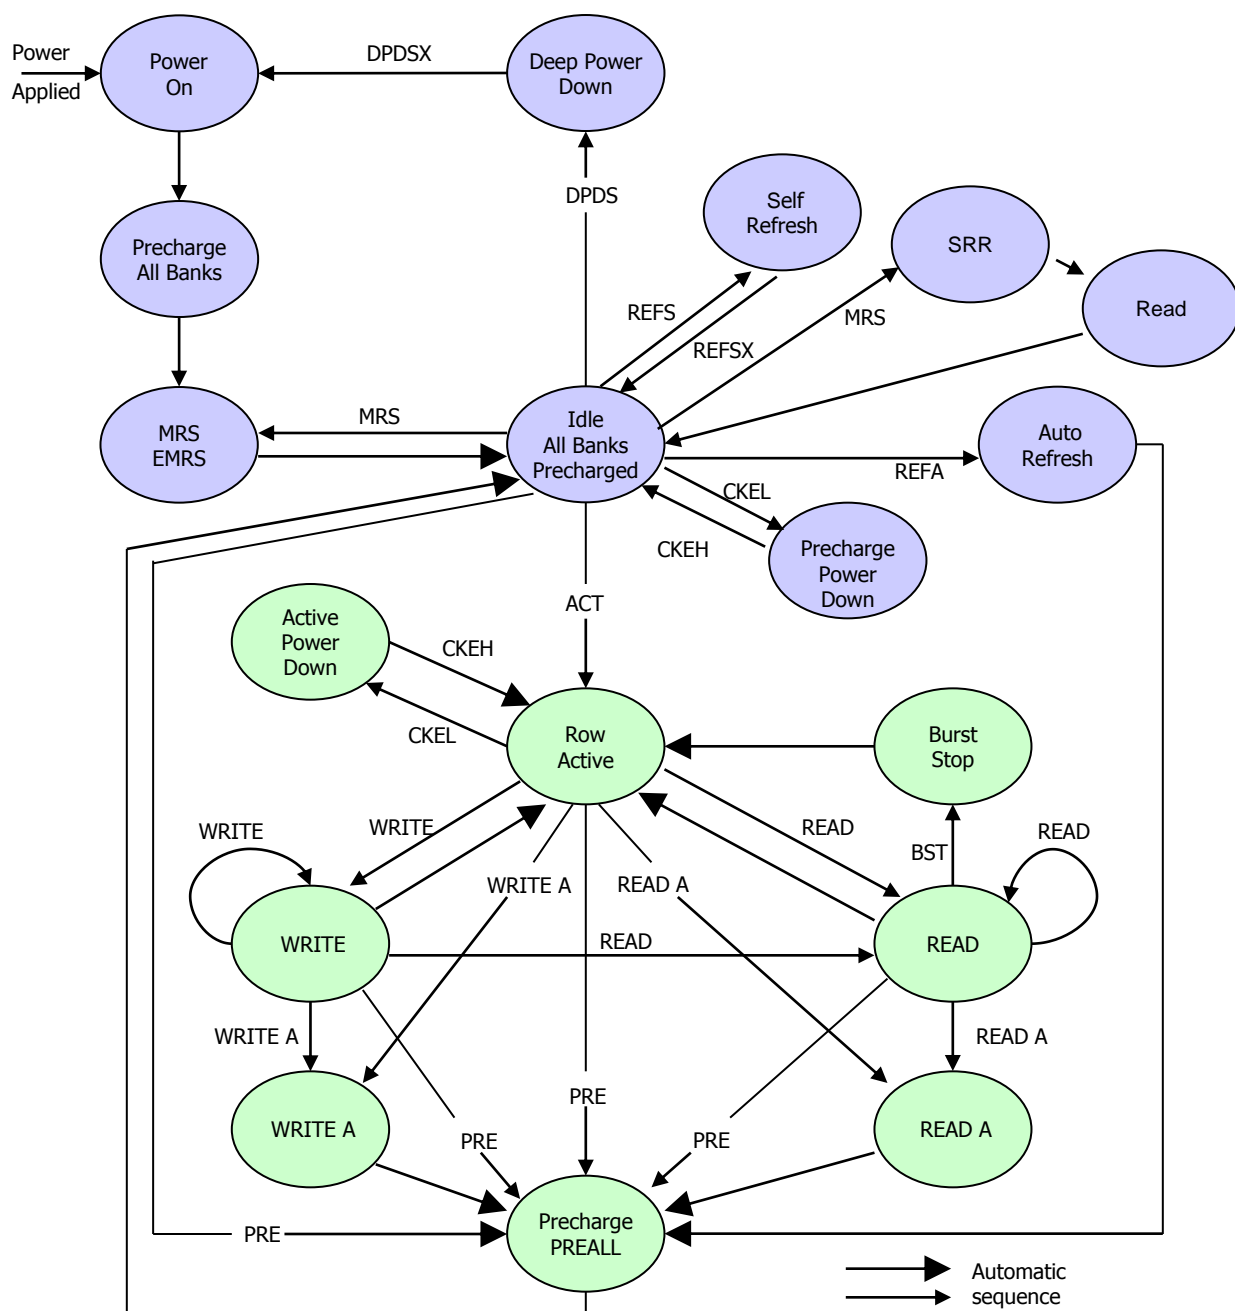 Power
Applied
Power
On
DPDSX
Deep Power
Down
DPDS
Self
Refresh
SRR
Read
Precharge
All Banks
REFS
REFSX
MRS
MRS
EMRS
MRS
Idle
All Banks
Precharged
Auto
Refresh
REFA
CKEL
CKEH
Precharge
Power
Down
ACT
Active
Power
Down
CKEH
CKEL
Row
Active
Burst
Stop
WRITE
WRITE
READ
BST
READ
WRITE A
READ A
WRITE
READ
READ
WRITE A
READ A
WRITE A
PRE
PRE
PRE
READ A
PRE
Precharge
PREALL
Automatic
sequence